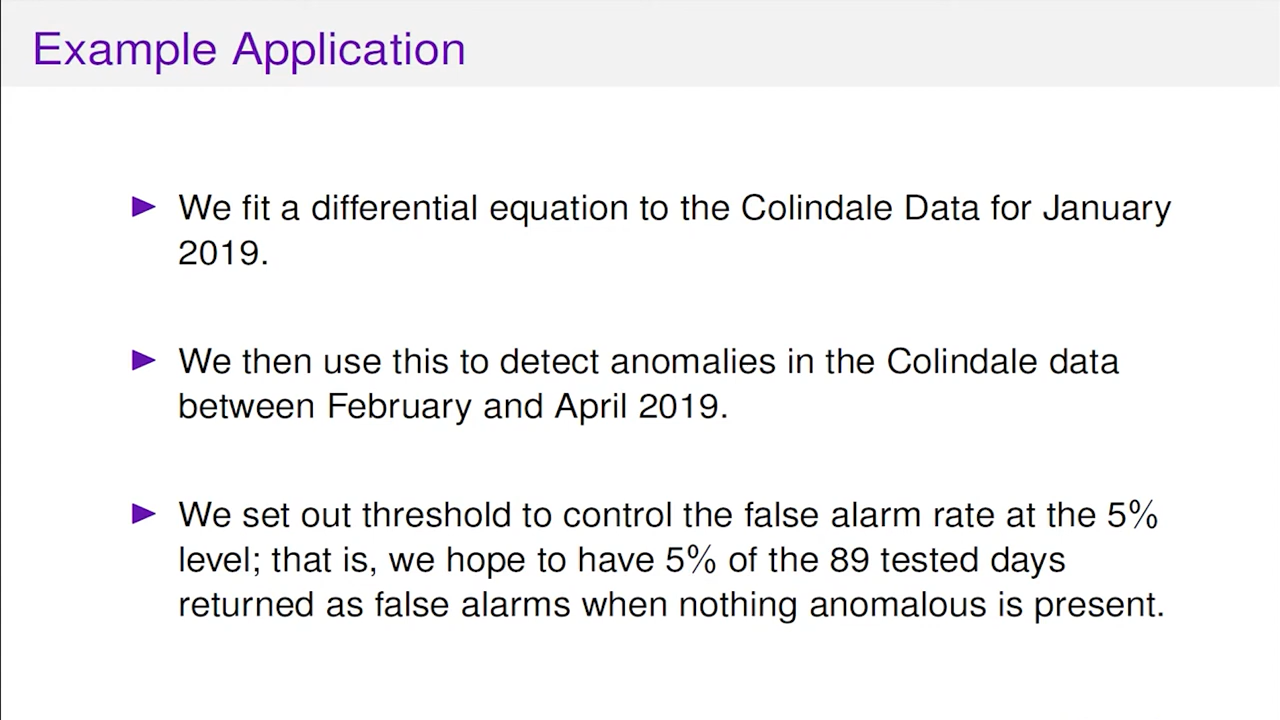 Example Application
We fit a differential equation to the Colindale Data for January
2019.
We then use this to detect anomalies in the Colindale data
between February and April 2019.
We set out threshold to control the false alarm rate at the 5%
level; that is, we hope to have 5% of the 89 tested days
returned as false alarms when nothing anomalous is present.